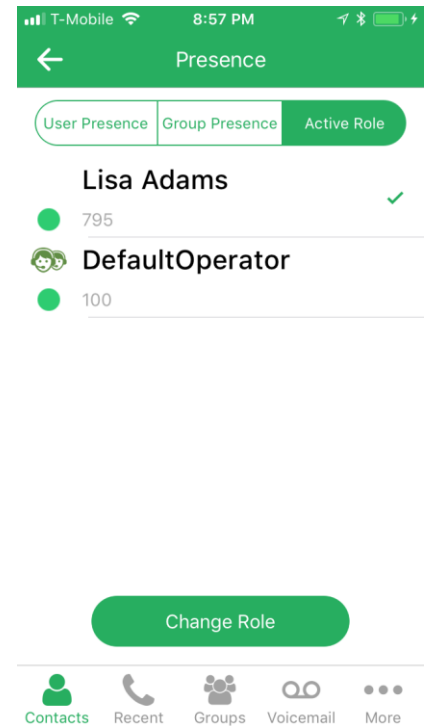 T-Mobile 8:57 PM
Presence
User Presence Group Presence Active Role
Lisa Adams
795
DefaultOperator
100
Change Role
Contacts Recent Groups Voicemail More